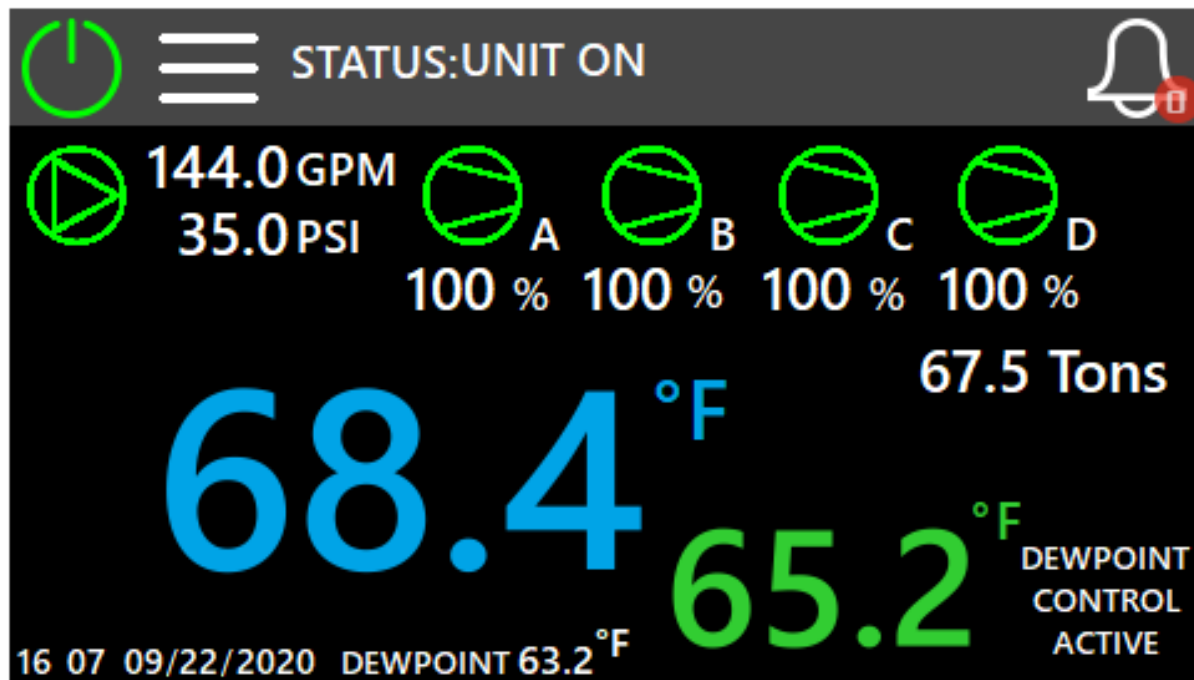 STATUS:UNIT ON
144.0 GPM
35.0 PSI
A B C D
100 % 100 % 100 % 100 %
67.5 Tons
68.4 °F
65.2 °F
DEWPOINT
CONTROL
ACTIVE
16 07 09/22/2020 DEWPOINT 63.2 °F